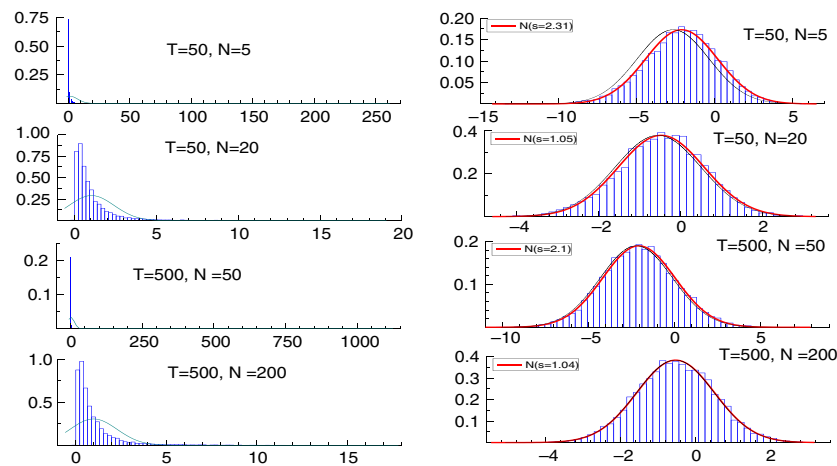 0.75
0.50
0.25
T=50, N=5
0 50 100 150 200 250
0.20
0.15
0.10
0.05
N(s=2.31)
T=50, N=5
−15 −10 −5 0 5
1.00
0.75
0.50
0.25
T=50, N=20
0 5 10 15 20
0.4
0.2
N(s=1.05)
T=50, N=20
−4 −2 0 2
0.2
0.1
T=500, N =50
0 250 500 750 1000
0.2
0.1
N(s=2.1)
T=500, N =50
−10 −5 0 5
1.0
0.5
T=500, N =200
0 5 10 15
0.4
0.3
0.2
0.1
N(s=1.04)
T=500, N =200
−4 −2 0 2